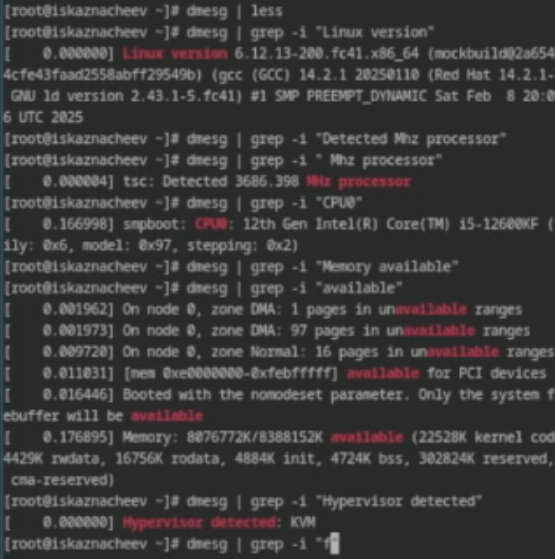 [root@iskaznacheev ~]# dmesg | less
[root@iskaznacheev ~]# dmesg | grep -i "Linux version"
[    0.000000] Linux version 6.12.13-200.fc41.x86_64 (mockbuild@2a654
4cfe43faad2558abff29549b) (gcc (GCC) 14.2.1 20250110 (Red Hat 14.2.1-
GNU ld version 2.43.1-5.fc41) #1 SMP PREEMPT_DYNAMIC Sat Feb  8 20:0
6 UTC 2025
[root@iskaznacheev ~]# dmesg | grep -i "Detected Mhz processor"
[root@iskaznacheev ~]# dmesg | grep -i " Mhz processor"
[    0.000004] tsc: Detected 3686.398 MHz processor
[root@iskaznacheev ~]# dmesg | grep -i "CPU0"
[    0.166998] smpboot: CPU0: 12th Gen Intel(R) Core(TM) i5-12600KF (
ily: 0x6, model: 0x97, stepping: 0x2)
[root@iskaznacheev ~]# dmesg | grep -i "Memory available"
[root@iskaznacheev ~]# dmesg | grep -i "available"
[    0.001962] On node 0, zone DMA: 1 pages in unavailable ranges
[    0.001973] On node 0, zone DMA: 97 pages in unavailable ranges
[    0.009720] On node 0, zone Normal: 16 pages in unavailable ranges
[    0.011031] [mem 0xe0000000-0xfebfffff] available for PCI devices
[    0.016446] Booted with the nomodeset parameter. Only the system f
ebuffer will be available
[    0.176895] Memory: 8076772K/8388152K available (22528K kernel cod
4429K rwdata, 16756K rodata, 4884K init, 4724K bss, 302824K reserved,
cma-reserved)
[root@iskaznacheev ~]# dmesg | grep -i "Hypervisor detected"
[    0.000000] Hypervisor detected: KVM
[root@iskaznacheev ~]# dmesg | grep -i "f